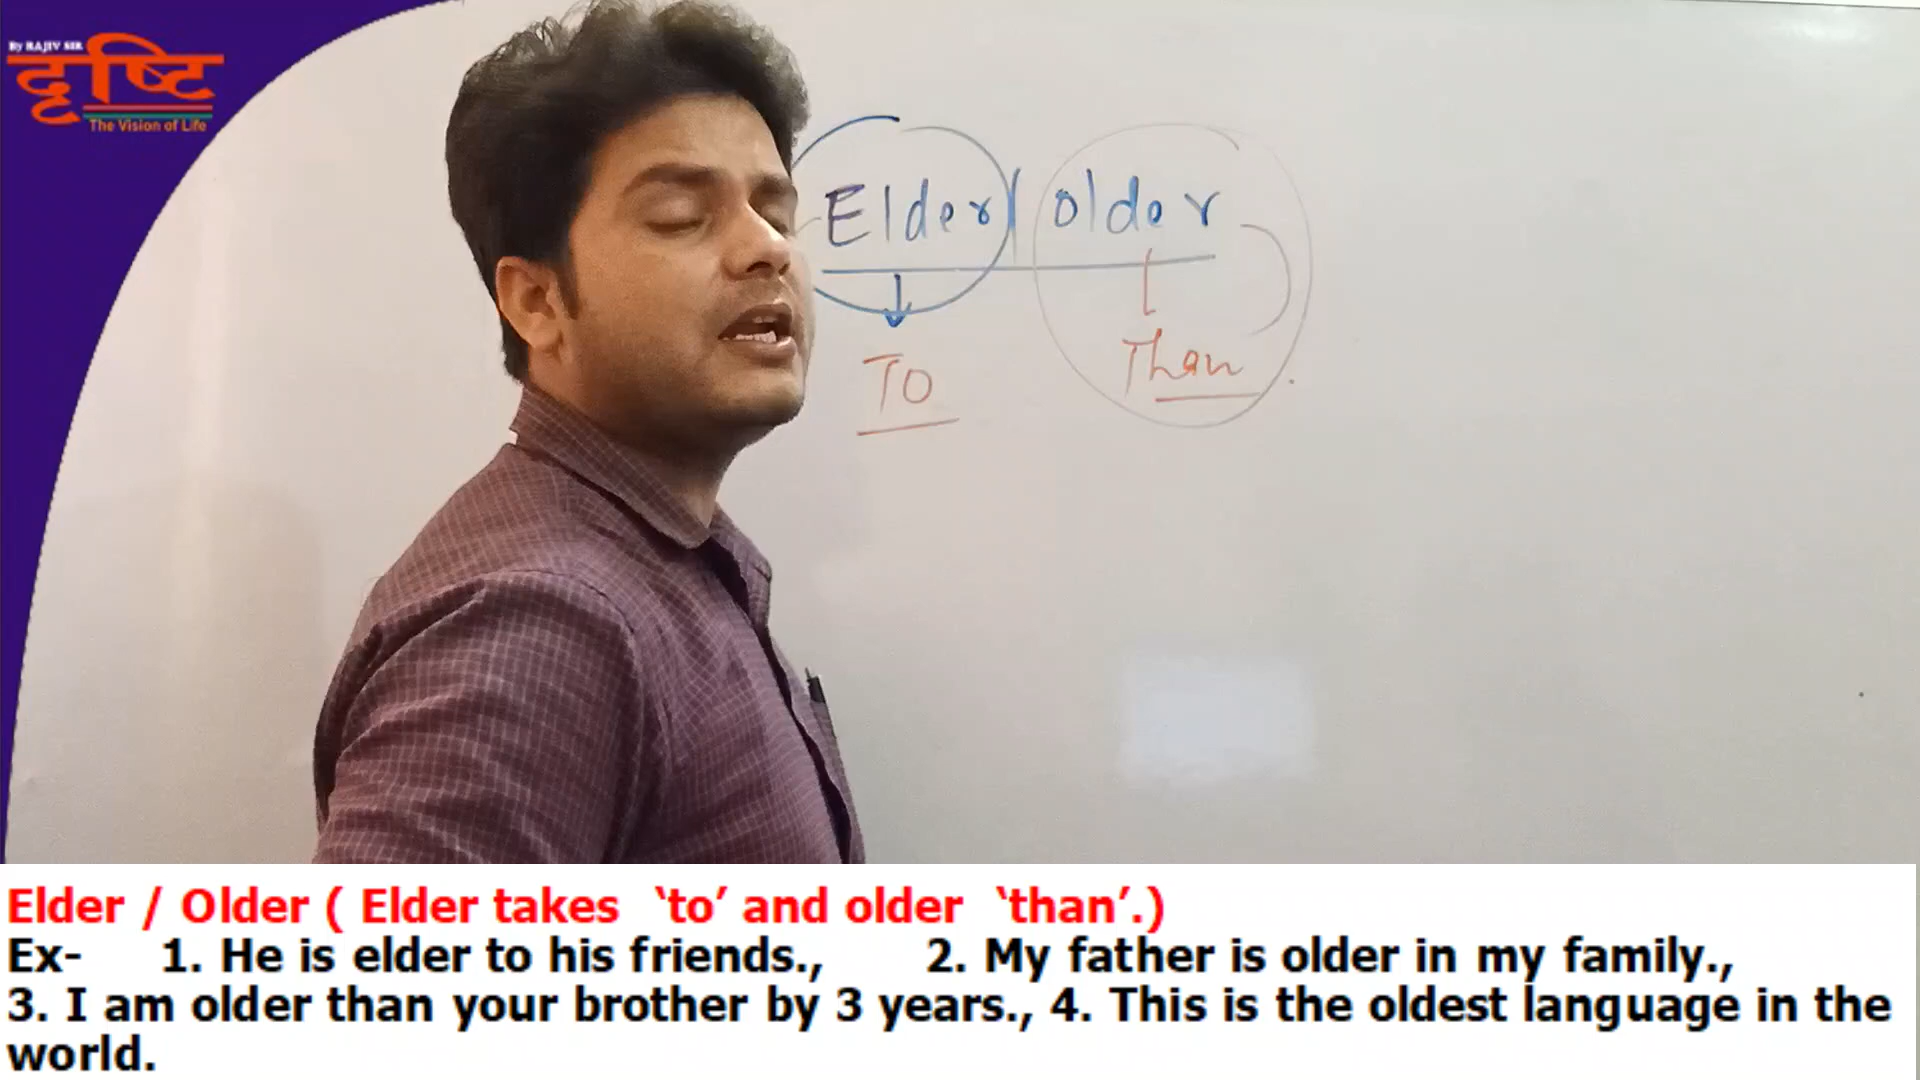 By RAJIV SIR
दृष्टि
The Vision of Life
Elder / older
TO Than
Elder / Older ( Elder takes ‘to’ and older ‘than’.)
Ex- 1. He is elder to his friends., 2. My father is older in my family.,
3. I am older than your brother by 3 years., 4. This is the oldest language in the
world.